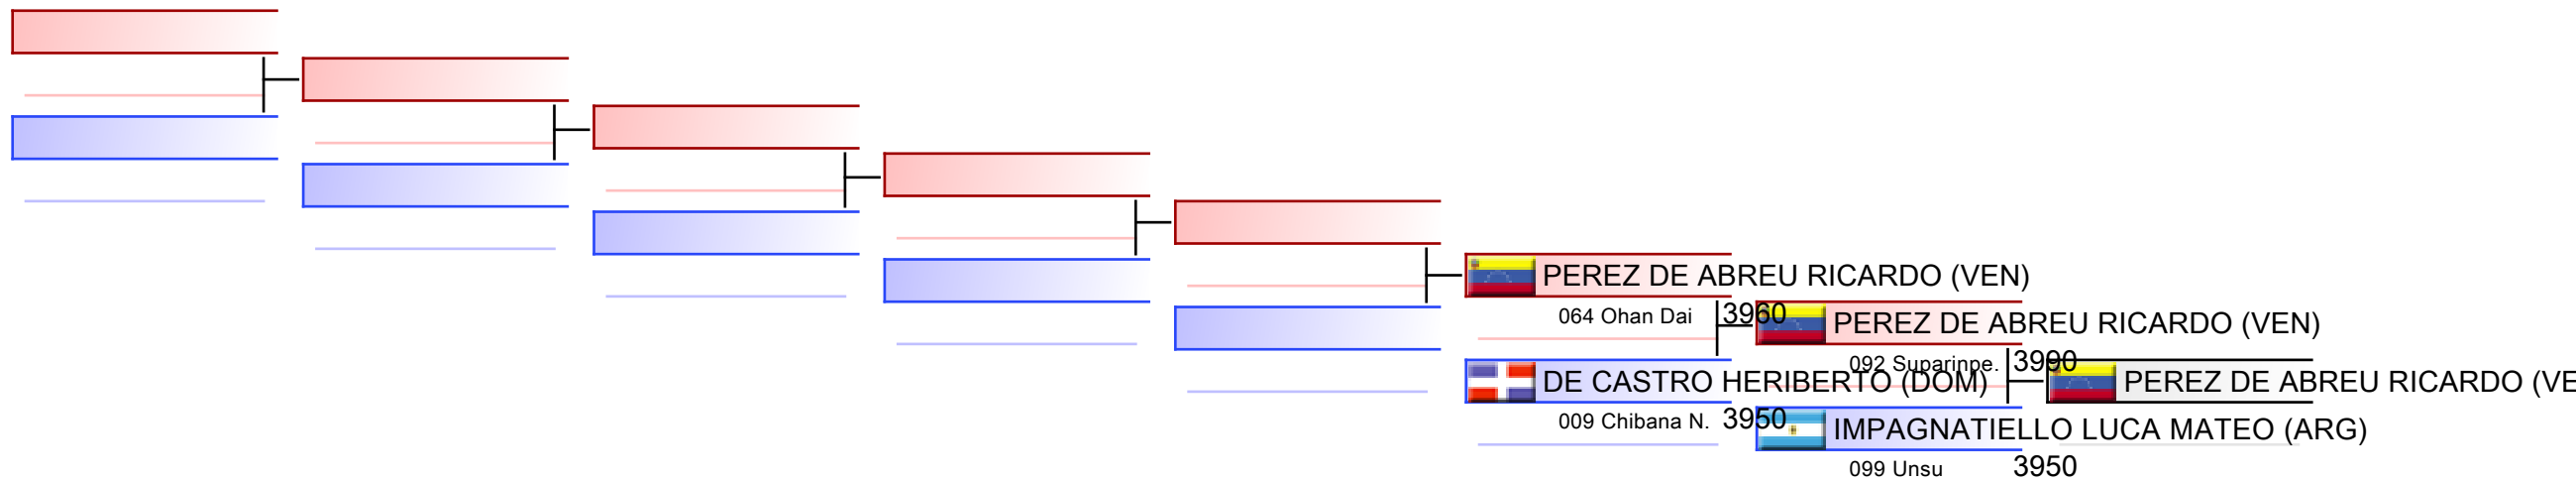 PEREZ DE ABREU RICARDO (VEN)
064 Ohan Dai 3960
PEREZ DE ABREU RICARDO (VEN)
092 Suparinpe. 3990
DE CASTRO HERIBERTO (DOM)
PEREZ DE ABREU RICARDO (VE
009 Chibana N. 3950
IMPAGNATIELLO LUCA MATEO (ARG)
099 Unsu 3950